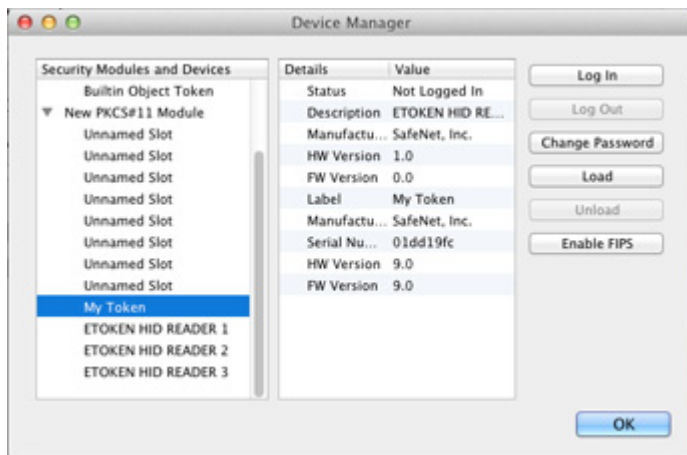 Device Manager
Security Modules and Devices
Builtin Object Token
New PKCS#11 Module
Unnamed Slot
Unnamed Slot
Unnamed Slot
Unnamed Slot
Unnamed Slot
Unnamed Slot
Unnamed Slot
Unnamed Slot
My Token
ETOKEN HID READER 1
ETOKEN HID READER 2
ETOKEN HID READER 3
Details Value
Status Not Logged In
Description ETOKEN HID RE...
Manufactu... SafeNet, Inc.
HW Version 1.0
FW Version 0.0
Label My Token
Manufactu... SafeNet, Inc.
Serial Nu... 01dd19fc
HW Version 9.0
FW Version 9.0
Log In
Log Out
Change Password
Load
Unload
Enable FIPS
OK